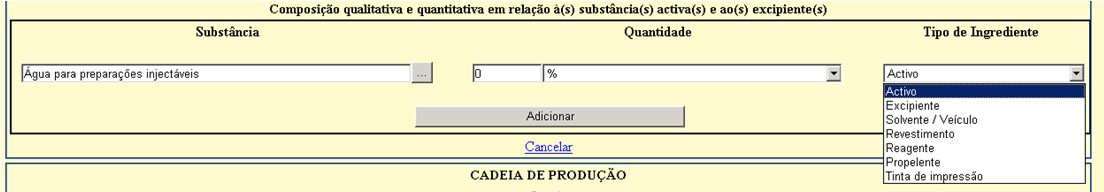 Composição qualitativa e quantitativa em relação à(s) substância(s) activa(s) e ao(s) excipiente(s)
Substância Quantidade Tipo de Ingrediente
Água para preparações injectáveis ... 0 % Activo
Activo
Excipiente
Solvente / Veículo
Revestimento
Reagente
Propelente
Tinta de impressão
Adicionar
Cancelar
CADEIA DE PRODUÇÃO